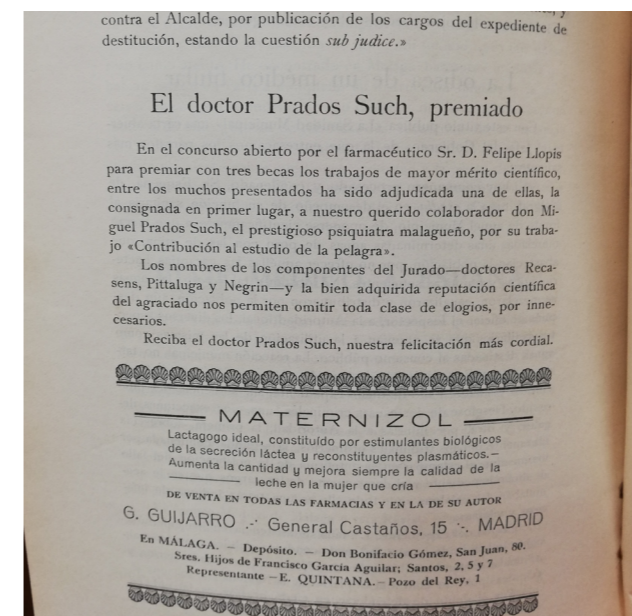 contra el Alcalde, por publicación de los cargos del expediente de
destitución, estando la cuestión sub judice.»
El doctor Prados Such, premiado
En el concurso abierto por el farmacéutico Sr. D. Felipe Llopis
para premiar con tres becas los trabajos de mayor mérito científico,
entre los muchos presentados ha sido adjudicada una de ellas, la
consignada en primer lugar, a nuestro querido colaborador don Mi-
guel Prados Such, el prestigioso psiquiatra malagueño, por su traba-
jo «Contribución al estudio de la pelagra».
Los nombres de los componentes del Jurado—doctores Reca-
sens, Pittaluga y Negrin—y la bien adquirida reputación científica
del agraciado nos permiten omitir toda clase de elogios, por inne-
cesarios.
Reciba el doctor Prados Such, nuestra felicitación más cordial.
MATERNIZOL
Lactagogo ideal, constituído por estimulantes biológicos
de la secreción láctea y reconstituyentes plasmáticos.—
Aumenta la cantidad y mejora siempre la calidad de la
leche en la mujer que cría
DE VENTA EN TODAS LAS FARMACIAS Y EN LA DE SU AUTOR
G. GUIJARRO .·· General Castaños, 15 ··. MADRID
En MÁLAGA. — Depósito. — Don Bonifacio Gómez, San Juan, 80.
Sres. Hijos de Francisco García Aguilar; Santos, 2, 5 y 7
Representante —E. QUINTANA.— Pozo del Rey, 1